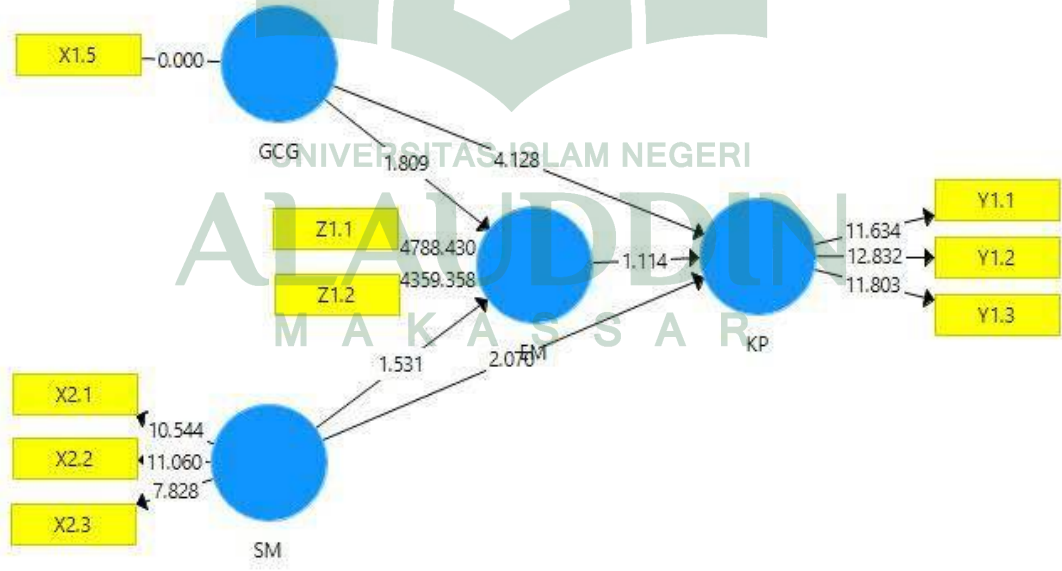 X1.5
0.000
GCG
UNIVERSITAS ISLAM NEGERI
1.809
4.128
Z1.1
4788.430
Z1.2
4359.358
ALAUDDIN
1.114
Y1.1
11.634
Y1.2
12.832
Y1.3
11.803
MAKASSAR
EM
KP
1.531
2.070
X2.1
10.544
X2.2
11.060
X2.3
7.828
SM